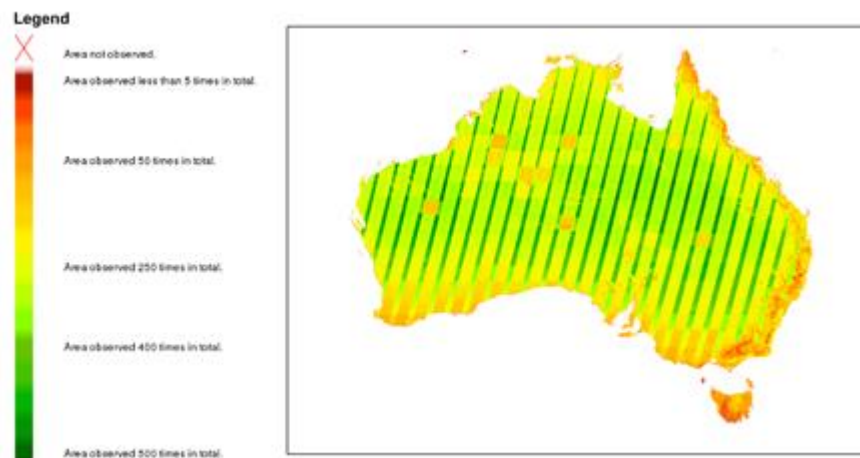 Legend
Area not observed.
Area observed less than 5 times in total.
Area observed 50 times in total.
Area observed 250 times in total.
Area observed 400 times in total.
Area observed 500 times in total.